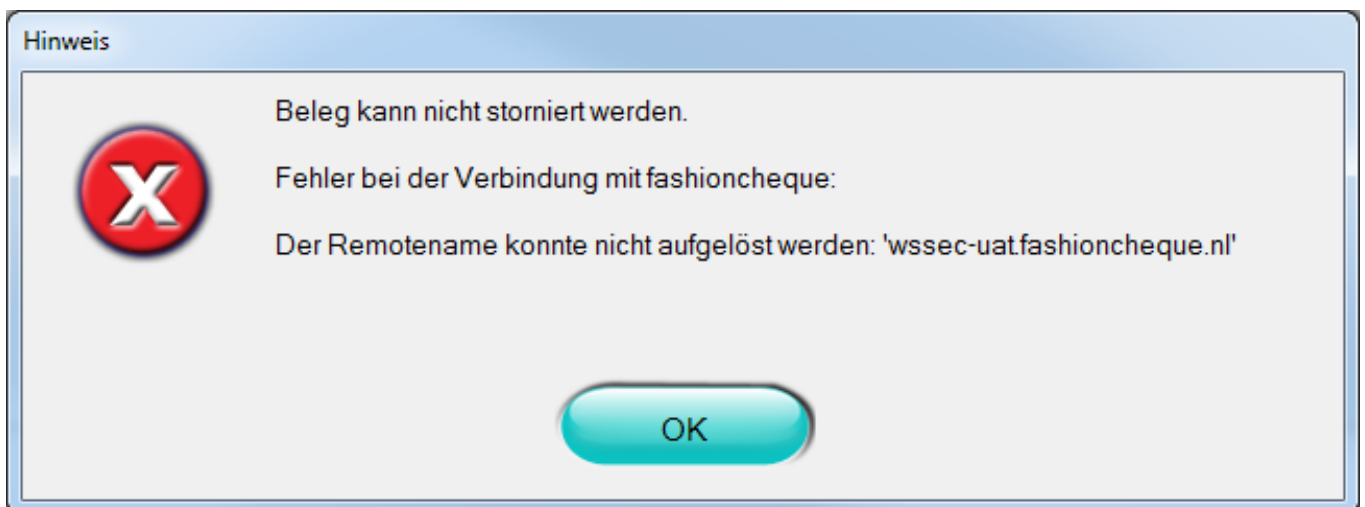 Hinweis
Beleg kann nicht storniert werden.
Fehler bei der Verbindung mit fashioncheque:
Der Remotename konnte nicht aufgelöst werden: 'wssec-uat.fashioncheque.nl'
X
OK